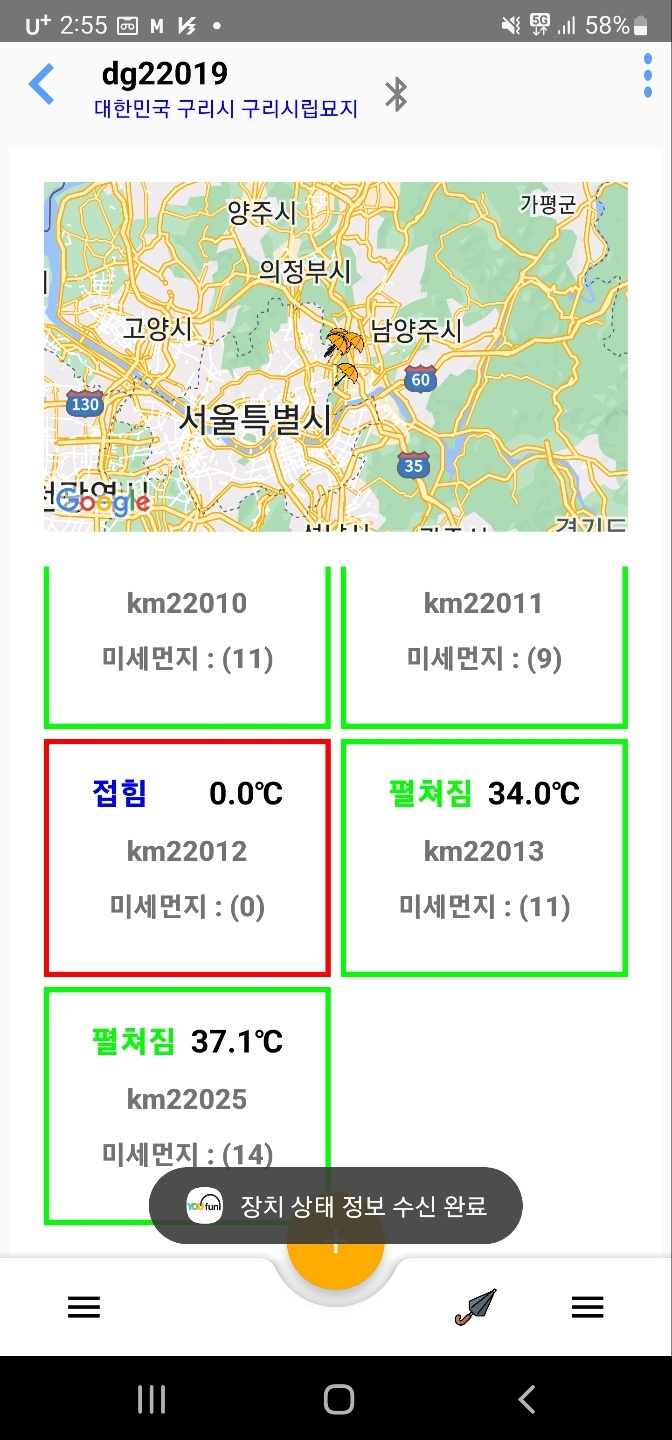 U+ 2:55
5G 58%
dg22019
대한민국 구리시 구리시립묘지
양주시
가평군
의정부시
고양시
남양주시
60
130
서울특별시
35
Google
경기도
km22010
미세먼지 : (11)
km22011
미세먼지 : (9)
접힘 0.0℃
km22012
미세먼지 : (0)
펼쳐짐 34.0℃
km22013
미세먼지 : (11)
펼쳐짐 37.1℃
km22025
미세먼지 : (14)
YOUfun!
장치 상태 정보 수신 완료
+